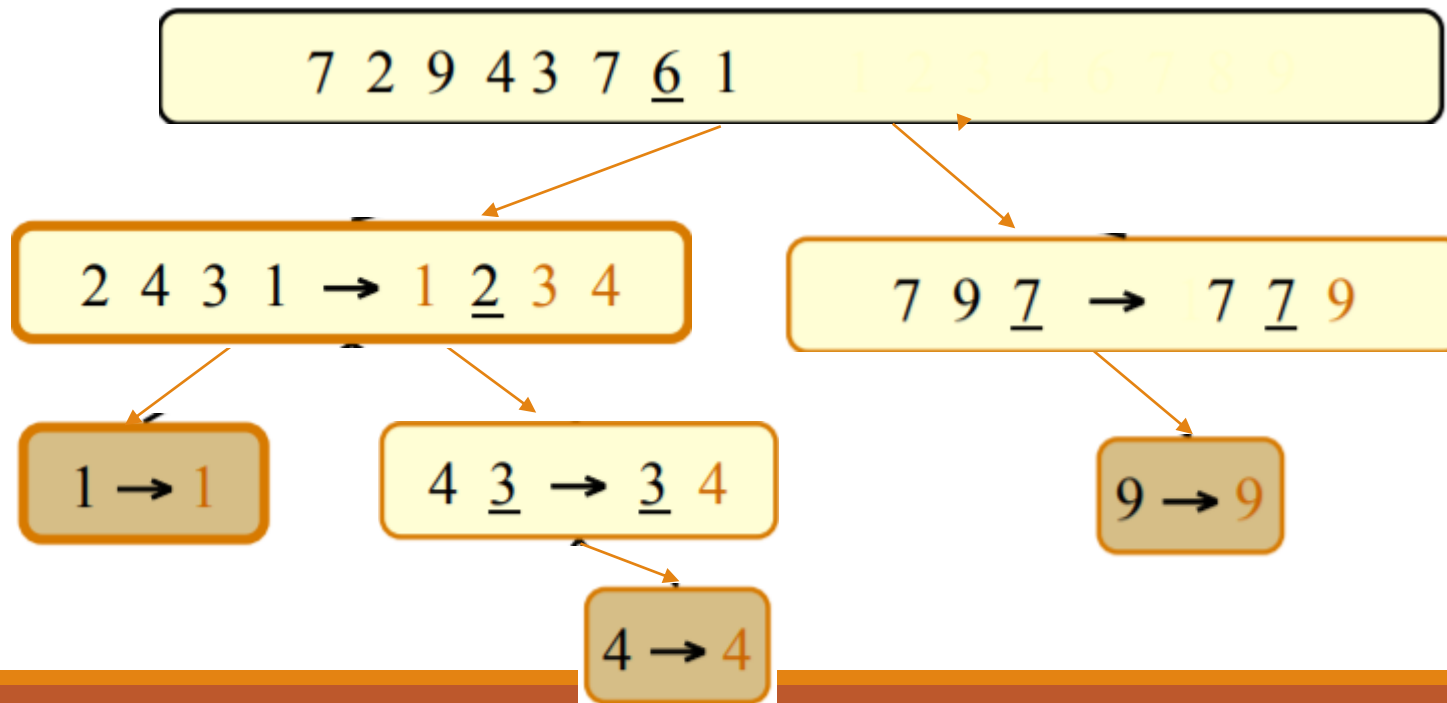 7 2 9 4 3 7 6 1
2 4 3 1 → 1 2 3 4
7 9 7 → 7 7 9
1 → 1
4 3 → 3 4
9 → 9
4 → 4